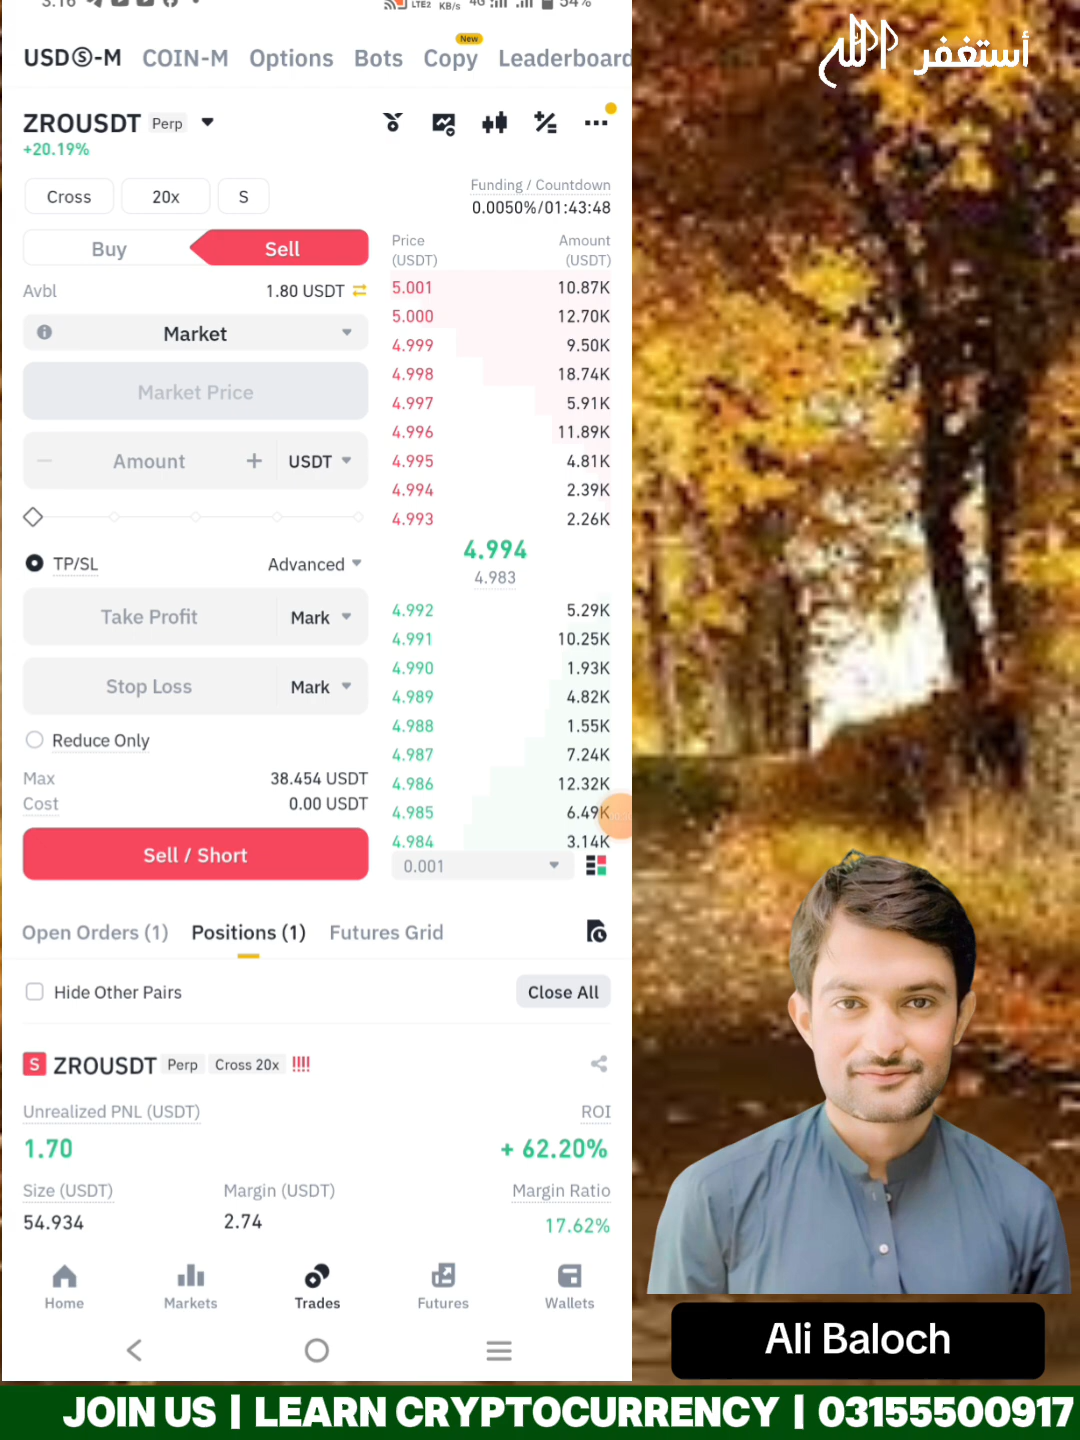 3:16 LTE2 KB/s 4G 54%
USDⓈ-M COIN-M Options Bots Copy New Leaderboard
ZROUSDT Perp
+20.19%
Cross 20x S
Funding / Countdown
0.0050%/01:43:48
Buy Sell
Avbl 1.80 USDT
Market
Market Price
Amount USDT
TP/SL Advanced
Take Profit Mark
Stop Loss Mark
Reduce Only
Max 38.454 USDT
Cost 0.00 USDT
Sell / Short
Price Amount
(USDT) (USDT)
5.001 10.87K
5.000 12.70K
4.999 9.50K
4.998 18.74K
4.997 5.91K
4.996 11.89K
4.995 4.81K
4.994 2.39K
4.993 2.26K
4.994
4.983
4.992 5.29K
4.991 10.25K
4.990 1.93K
4.989 4.82K
4.988 1.55K
4.987 7.24K
4.986 12.32K
4.985 6.49K
4.984 3.14K
0.001
Open Orders (1) Positions (1) Futures Grid
Hide Other Pairs Close All
S ZROUSDT Perp Cross 20x !!!!
Unrealized PNL (USDT) ROI
1.70 + 62.20%
Size (USDT) Margin (USDT) Margin Ratio
54.934 2.74 17.62%
Home Markets Trades Futures Wallets
أستغفر الله
Ali Baloch
JOIN US | LEARN CRYPTOCURRENCY | 03155500917